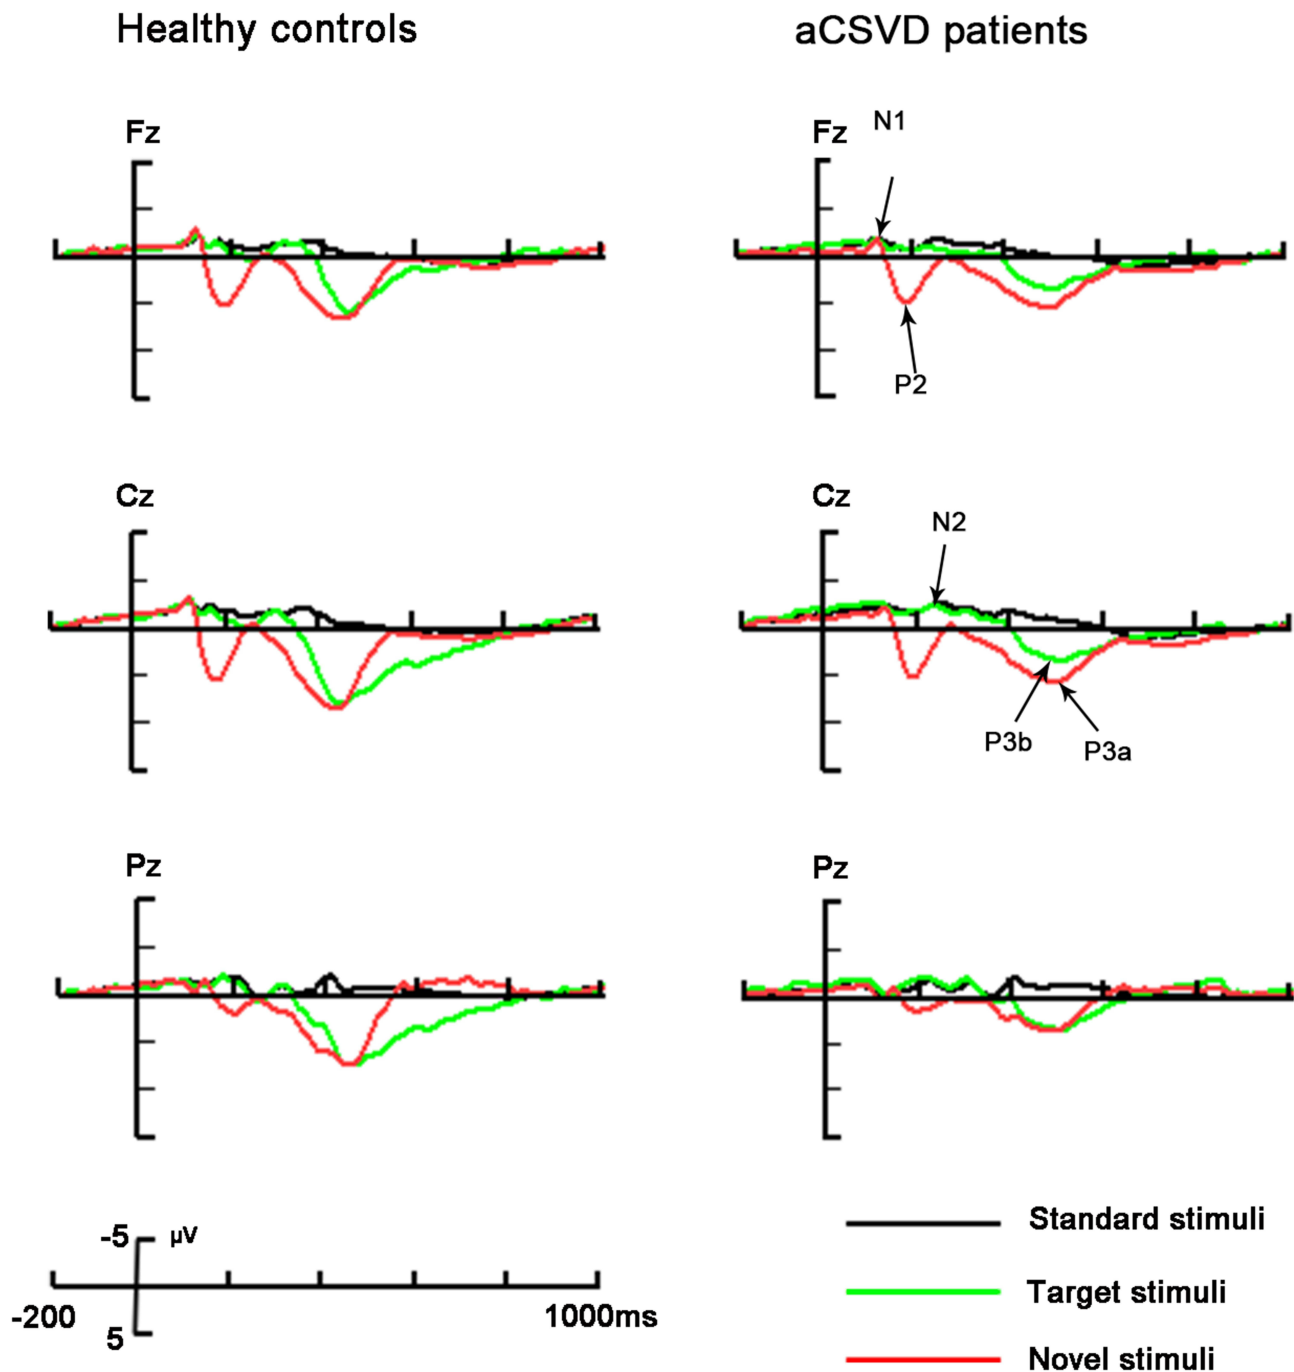 Healthy controls
aCSVD patients
Fz
Fz
N1
P2
Cz
Cz
N2
P3b
P3a
Pz
Pz
-5
µV
-200
5
1000ms
Standard stimuli
Target stimuli
Novel stimuli